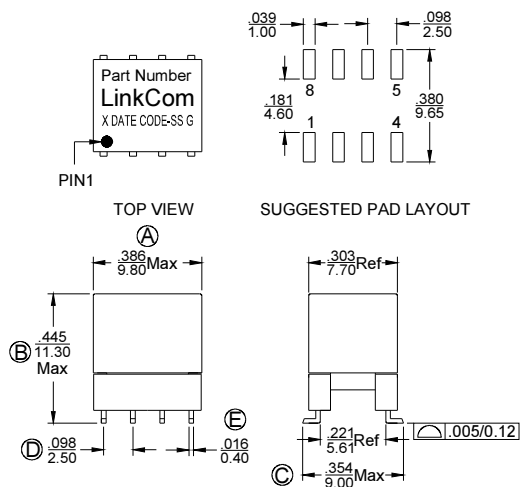 .039
1.00
.098
2.50
Part Number
LinkCom
X DATE CODE-SS G
PIN1
8
5
.181
4.60
.380
9.65
1
4
TOP VIEW
SUGGESTED PAD LAYOUT
A
.386
9.80 Max
.303
7.70 Ref
B
.445
11.30
Max
D
.098
2.50
E
.016
0.40
.221
5.61 Ref
.005/0.12
C
.354
9.00 Max